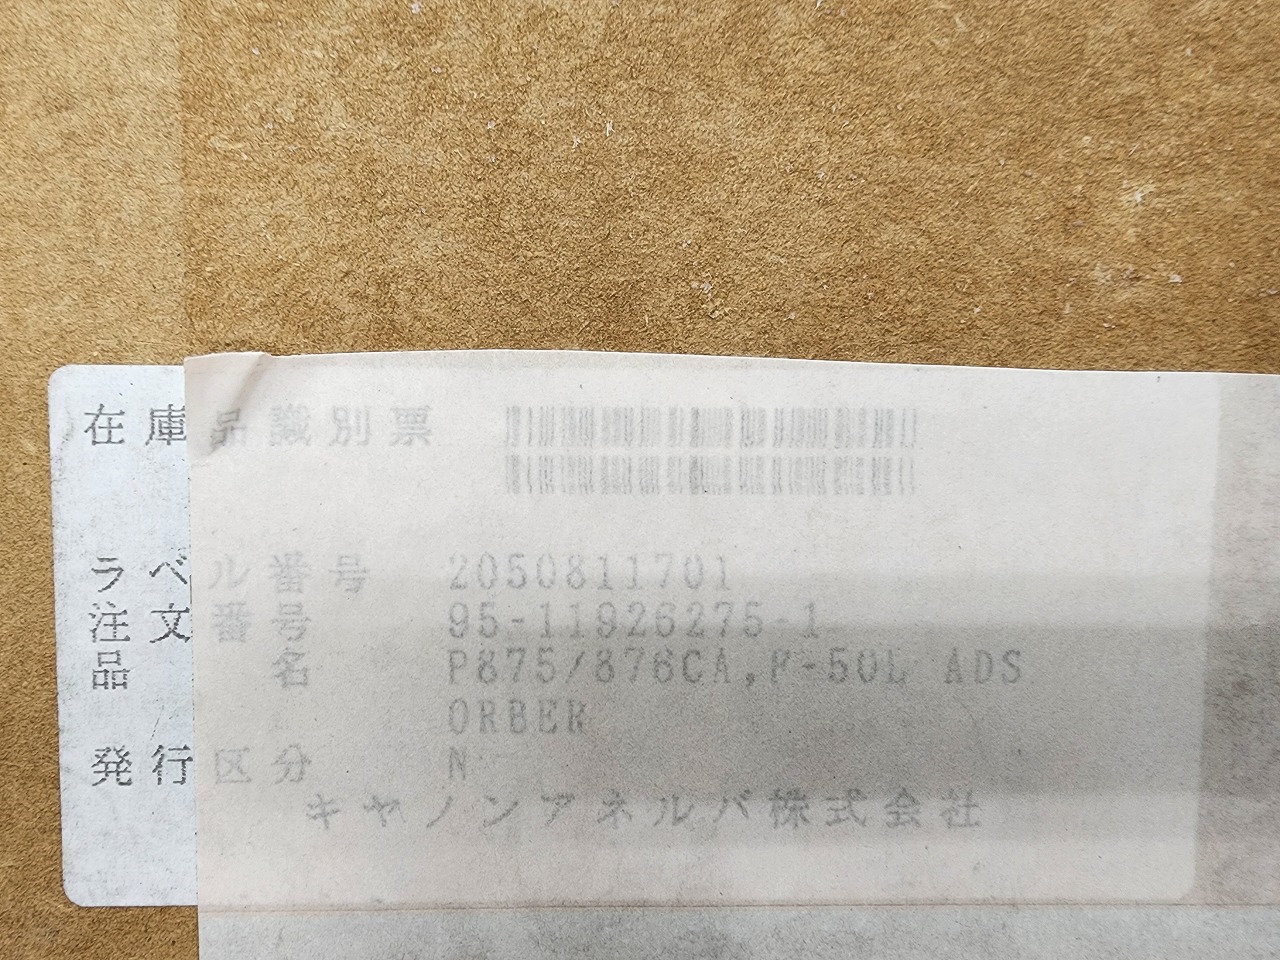 在庫品識別票
ラベル番号 2050811701
注文番号 95-11926275-1
品名 P875/876CA,P-50L ADS
ORBER
発行区分 N
キヤノンアネルバ株式会社